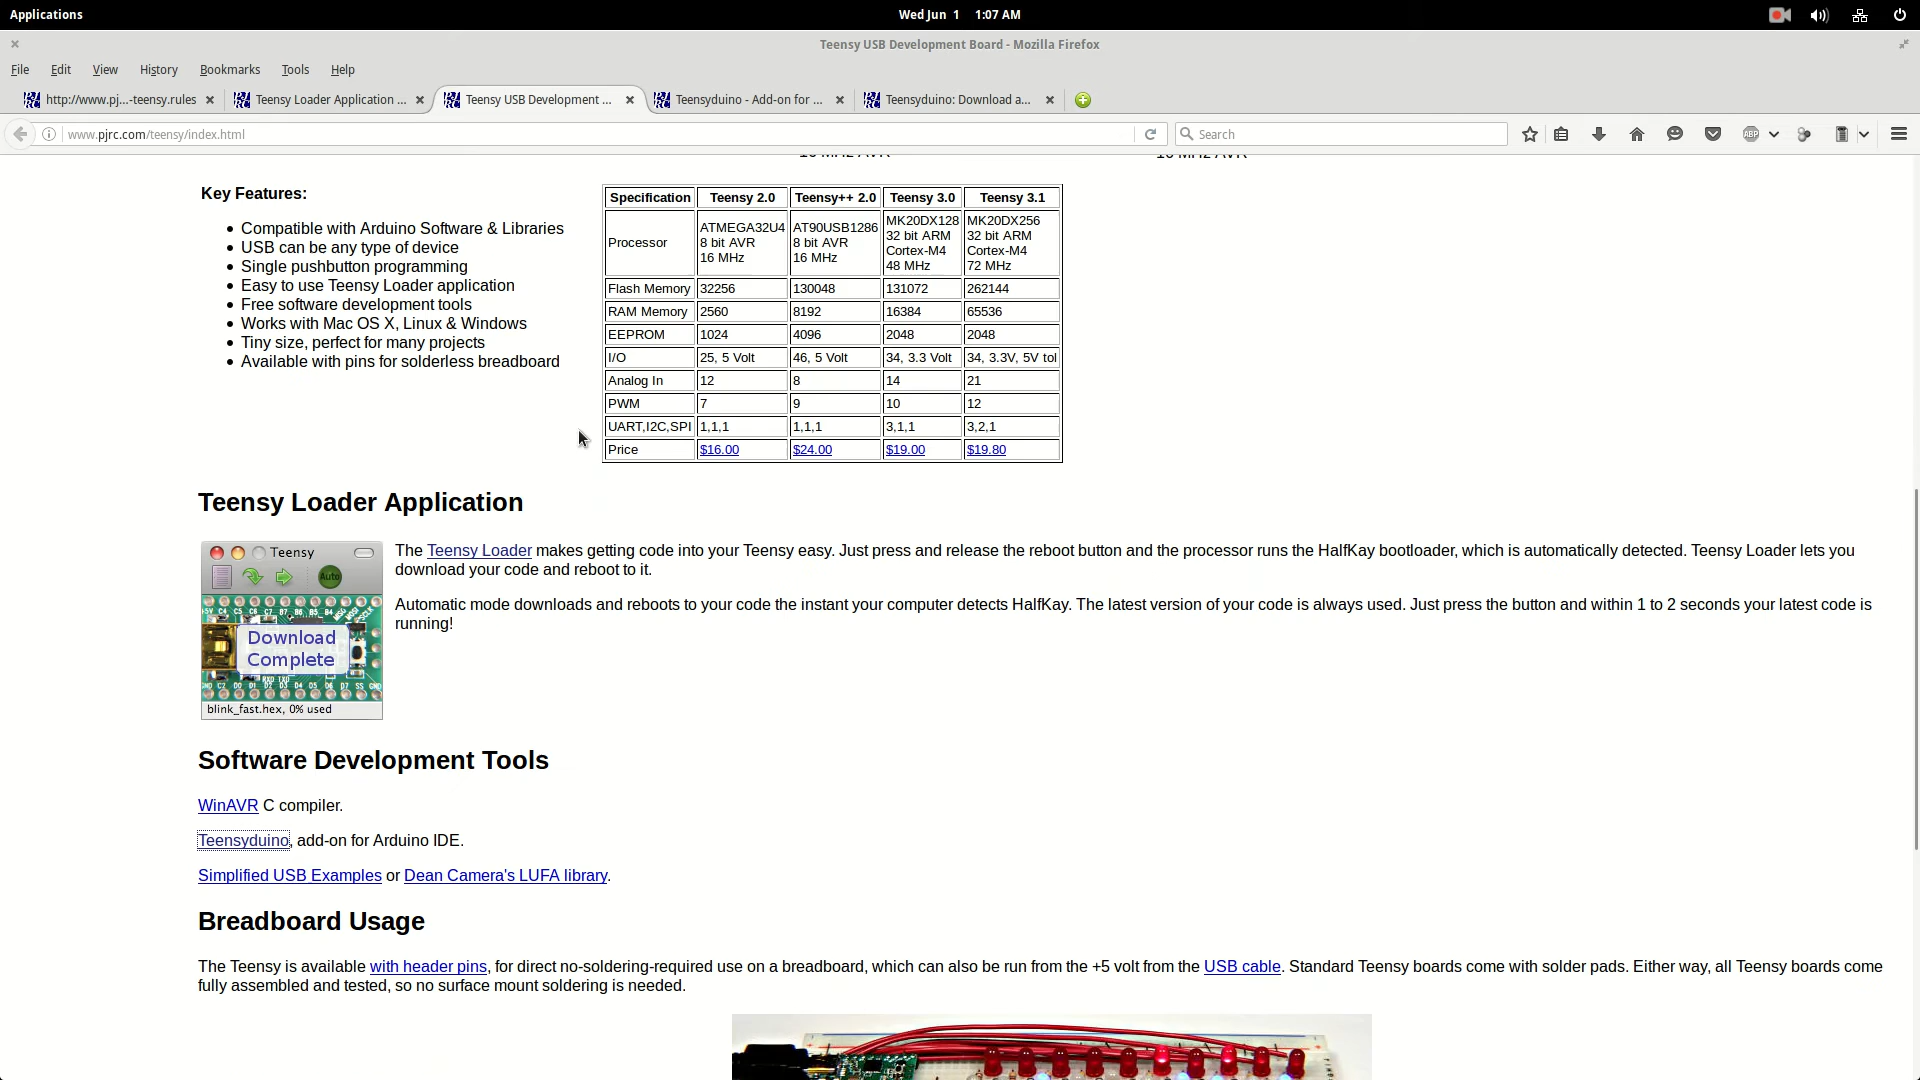 Applications
Wed Jun 1 1:07 AM
Teensy USB Development Board - Mozilla Firefox
File Edit View History Bookmarks Tools Help
http://www.pj...-teensy.rules
Teensy Loader Application ...
Teensy USB Development ...
Teensyduino - Add-on for ...
Teensyduino: Download a...
www.pjrc.com/teensy/index.html
Search
ABP
16 MHz AVR 16 MHz AVR
Key Features:
Compatible with Arduino Software & Libraries
USB can be any type of device
Single pushbutton programming
Easy to use Teensy Loader application
Free software development tools
Works with Mac OS X, Linux & Windows
Tiny size, perfect for many projects
Available with pins for solderless breadboard
Specification Teensy 2.0 Teensy++ 2.0 Teensy 3.0 Teensy 3.1
Processor
ATMEGA32U4
8 bit AVR
16 MHz
AT90USB1286
8 bit AVR
16 MHz
MK20DX128
32 bit ARM
Cortex-M4
48 MHz
MK20DX256
32 bit ARM
Cortex-M4
72 MHz
Flash Memory 32256 130048 131072 262144
RAM Memory 2560 8192 16384 65536
EEPROM 1024 4096 2048 2048
I/O 25, 5 Volt 46, 5 Volt 34, 3.3 Volt 34, 3.3V, 5V tol
Analog In 12 8 14 21
PWM 7 9 10 12
UART,I2C,SPI 1,1,1 1,1,1 3,1,1 3,2,1
Price $16.00 $24.00 $19.00 $19.80
Teensy Loader Application
Teensy
Auto
Download
Complete
blink_fast.hex, 0% used
The Teensy Loader makes getting code into your Teensy easy. Just press and release the reboot button and the processor runs the HalfKay bootloader, which is automatically detected. Teensy Loader lets you
download your code and reboot to it.
Automatic mode downloads and reboots to your code the instant your computer detects HalfKay. The latest version of your code is always used. Just press the button and within 1 to 2 seconds your latest code is
running!
Software Development Tools
WinAVR C compiler.
Teensyduino, add-on for Arduino IDE.
Simplified USB Examples or Dean Camera's LUFA library.
Breadboard Usage
The Teensy is available with header pins, for direct no-soldering-required use on a breadboard, which can also be run from the +5 volt from the USB cable. Standard Teensy boards come with solder pads. Either way, all Teensy boards come
fully assembled and tested, so no surface mount soldering is needed.